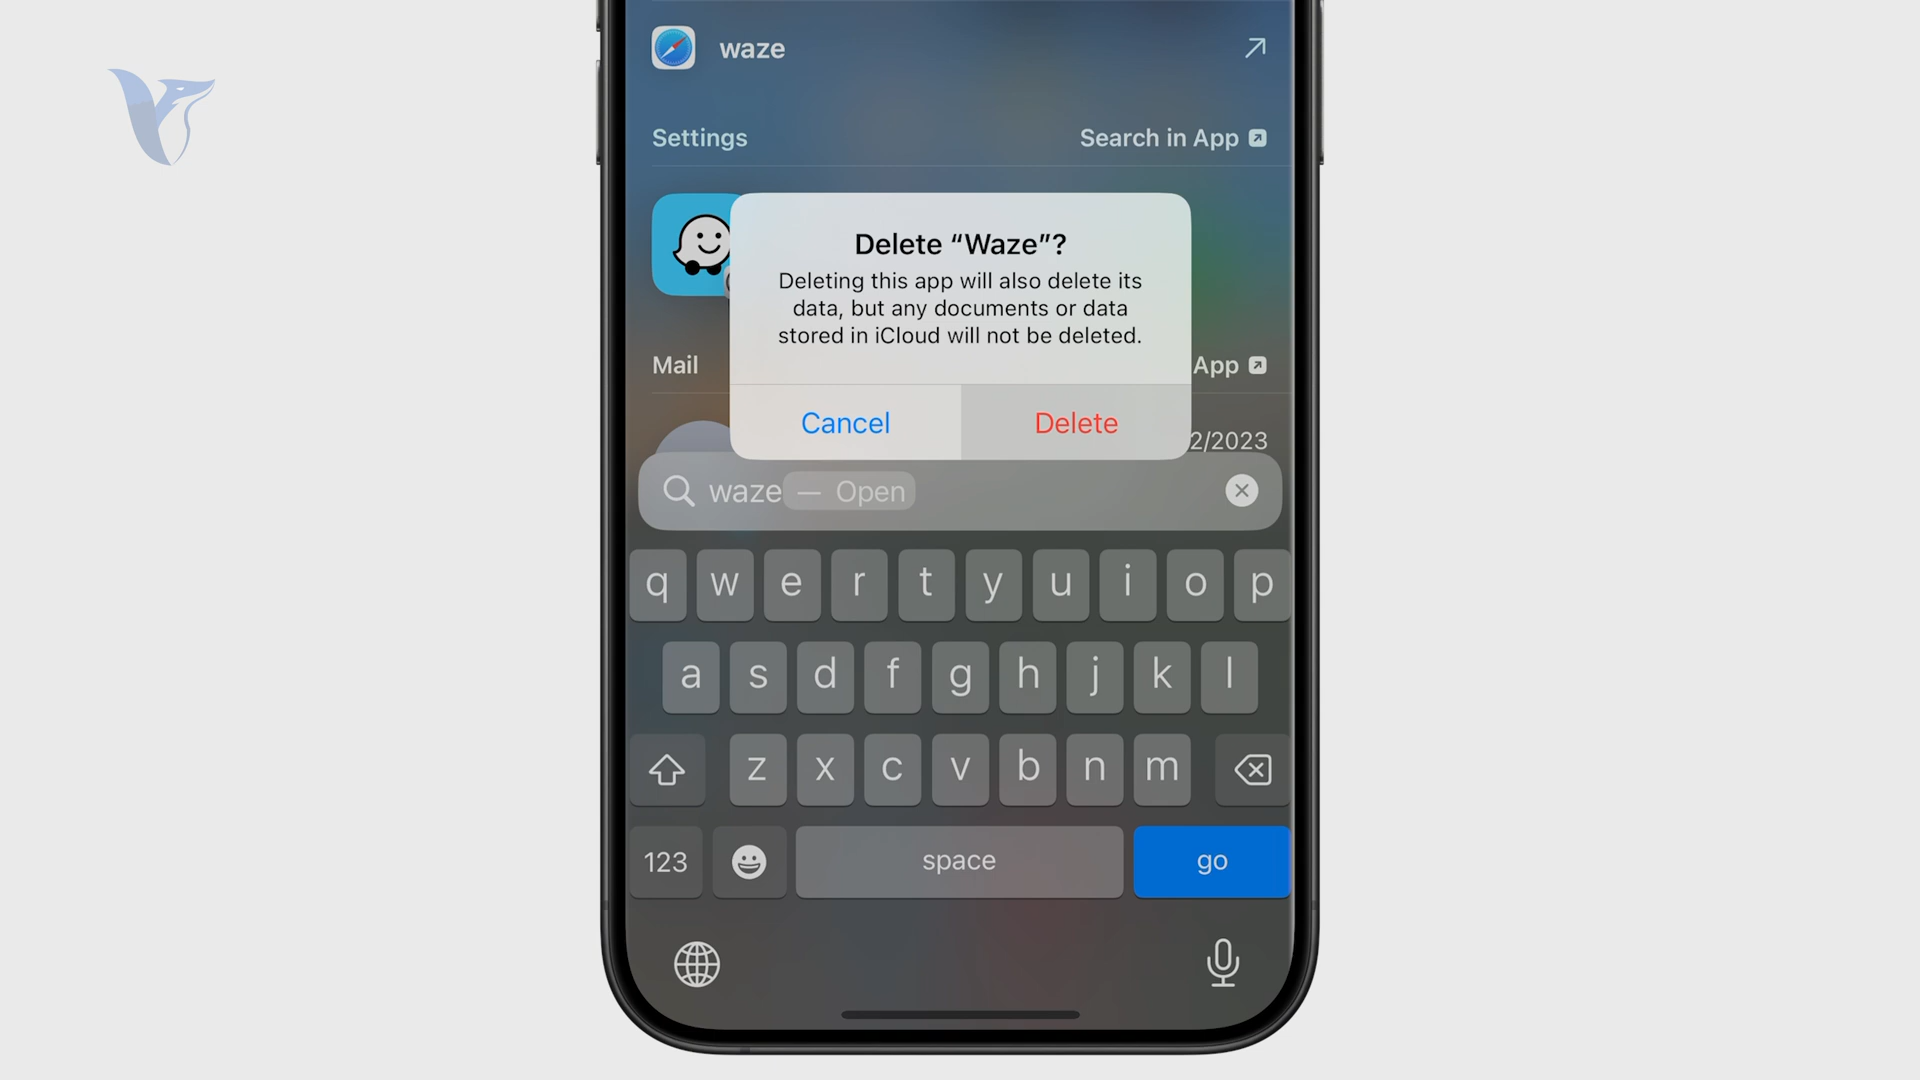 waze
Settings
Search in App
Delete “Waze”?
Deleting this app will also delete its
data, but any documents or data
stored in iCloud will not be deleted.
Mail
App
Cancel
Delete
2/2023
waze — Open
q w e r t y u i o p
a s d f g h j k l
z x c v b n m
123
space
go